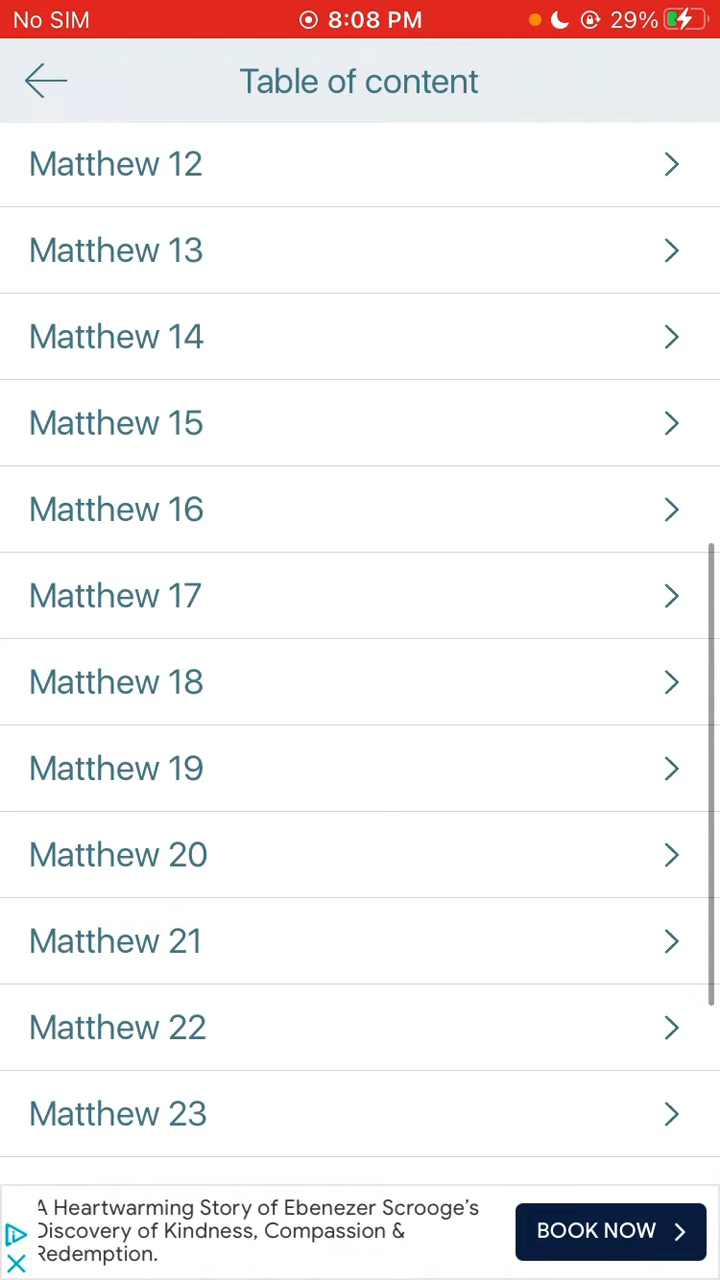 No SIM 8:08 PM 29%
Table of content
Matthew 12
Matthew 13
Matthew 14
Matthew 15
Matthew 16
Matthew 17
Matthew 18
Matthew 19
Matthew 20
Matthew 21
Matthew 22
Matthew 23
A Heartwarming Story of Ebenezer Scrooge's
Discovery of Kindness, Compassion &
Redemption.
BOOK NOW